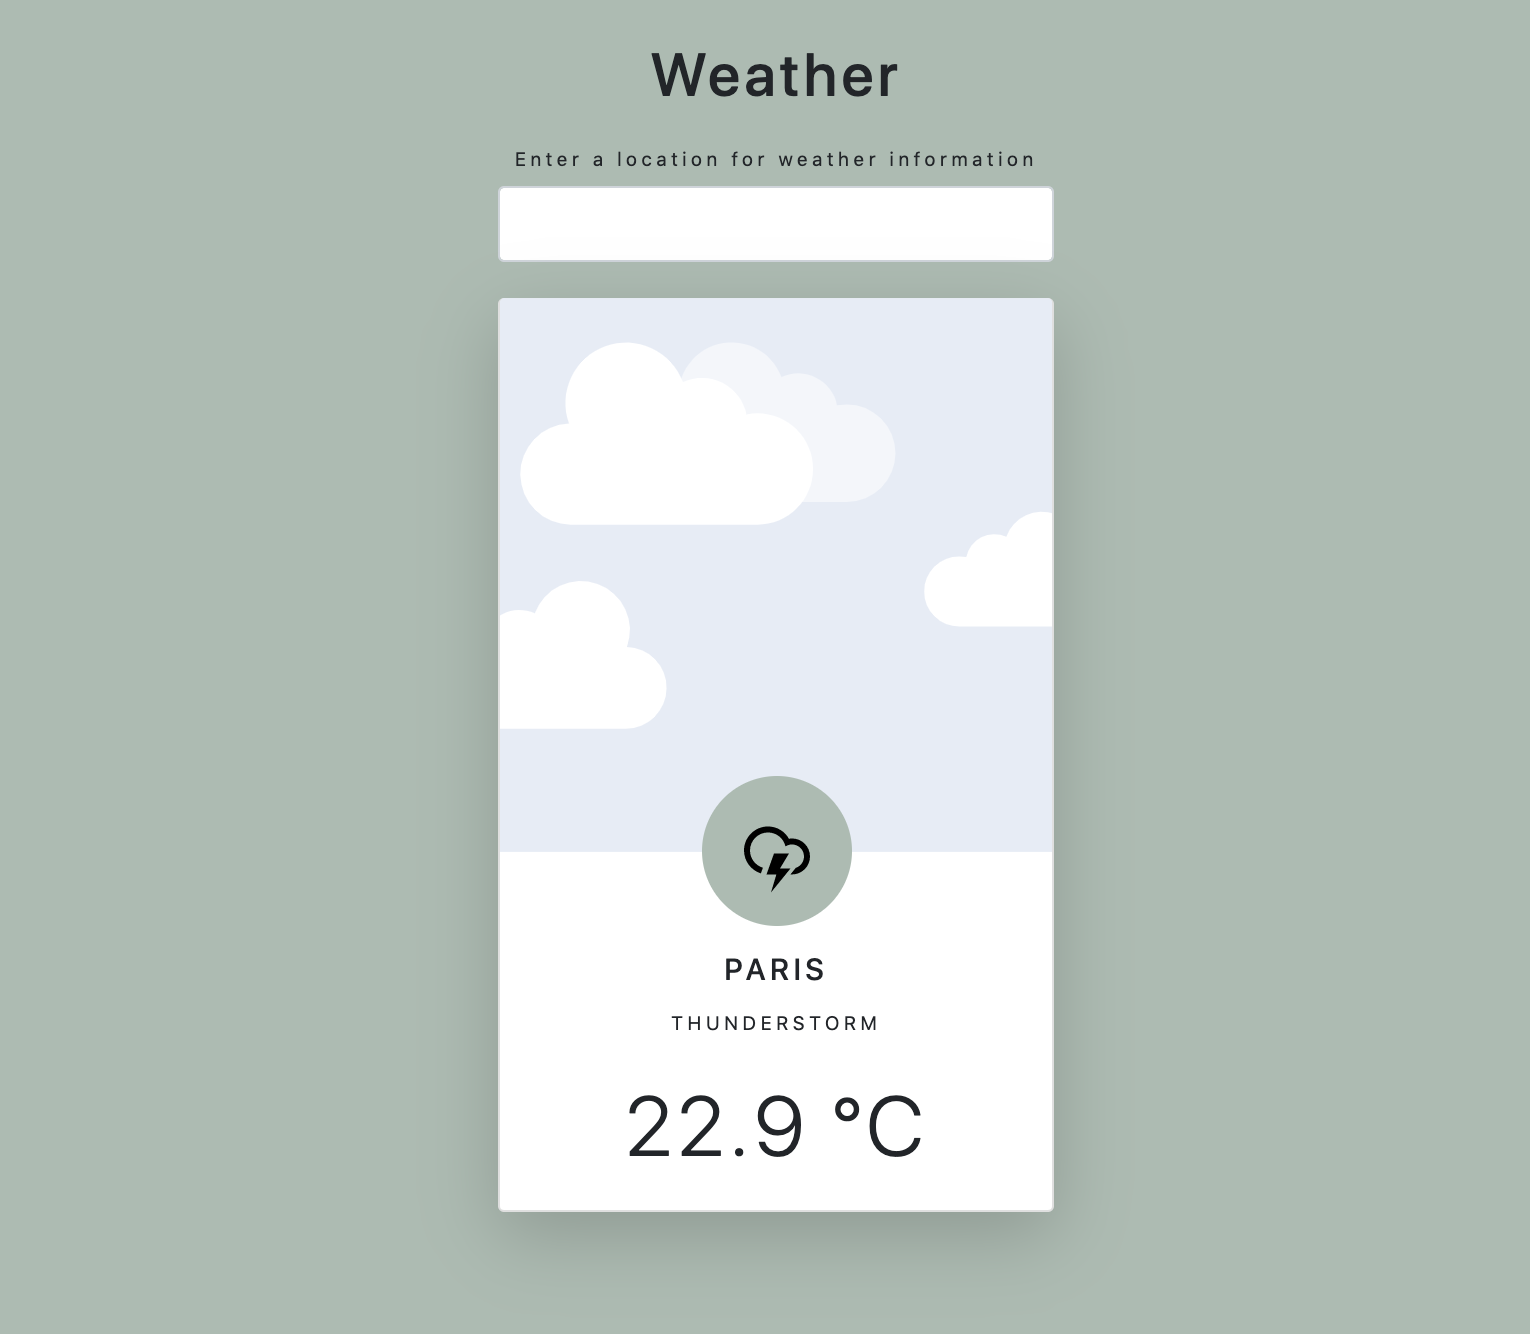 Weather
Enter a location for weather information
PARIS
THUNDERSTORM
22.9 °C